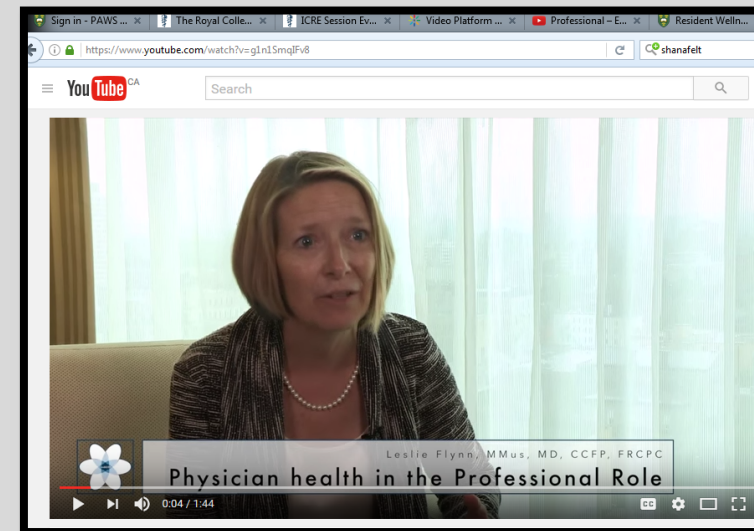 Sign in - PAWS ... × The Royal Colle... × ICRE Session Ev... × Video Platform ... × Professional – E... × Resident Welln...
https://www.youtube.com/watch?v=g1n15mqIFv8 shanafelt
YouTube CA Search
Leslie Flynn, MMus, MD, CCFP, FRCPC
Physician health in the Professional Role
0:04 / 1:44 CC